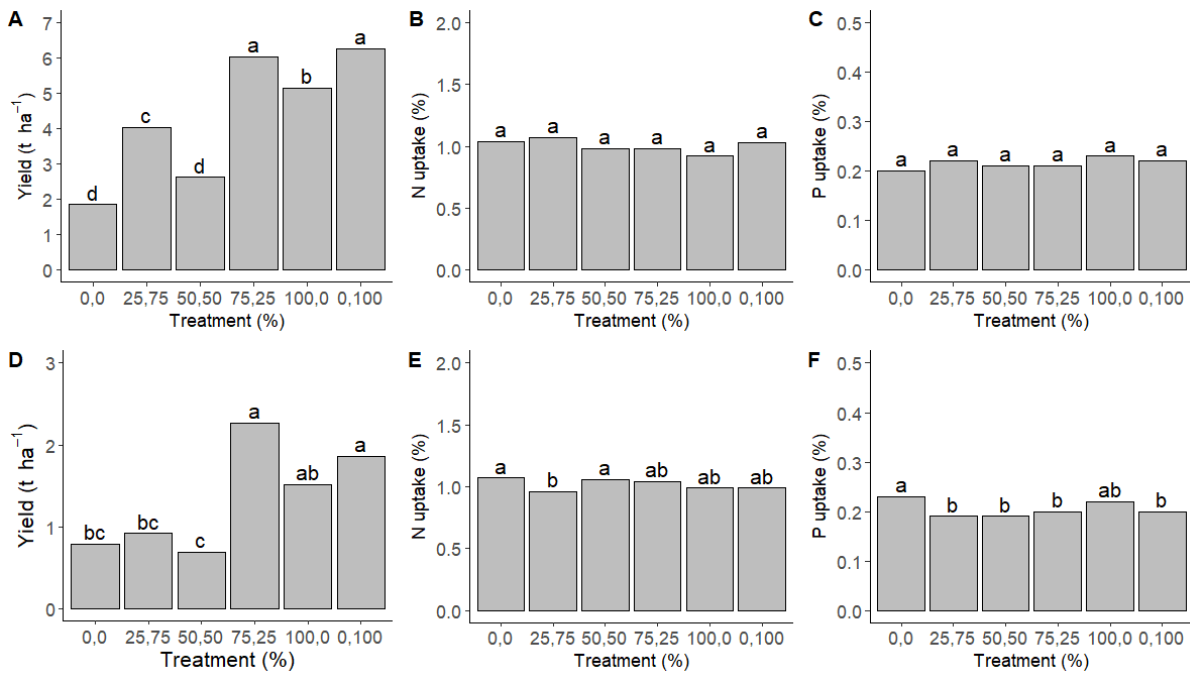 A
Yield (t ha⁻¹)
7
6
5
4
3
2
1
0
d
c
d
a
b
a
0,0 25,75 50,50 75,25 100,0 0,100
Treatment (%)
B
N uptake (%)
2.0
1.5
1.0
0.5
0.0
a a a a a a
0,0 25,75 50,50 75,25 100,0 0,100
Treatment (%)
C
P uptake (%)
0.5
0.4
0.3
0.2
0.1
0.0
a a a a a a
0,0 25,75 50,50 75,25 100,0 0,100
Treatment (%)
D
Yield (t ha⁻¹)
3
2
1
0
bc bc c a ab a
0,0 25,75 50,50 75,25 100,0 0,100
Treatment (%)
E
N uptake (%)
2.0
1.5
1.0
0.5
0.0
a b a ab ab ab
0,0 25,75 50,50 75,25 100,0 0,100
Treatment (%)
F
P uptake (%)
0.5
0.4
0.3
0.2
0.1
0.0
a b b b ab b
0,0 25,75 50,50 75,25 100,0 0,100
Treatment (%)